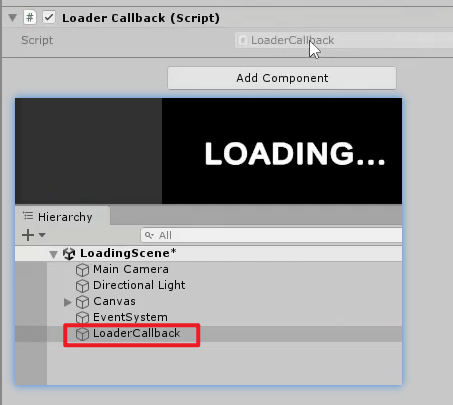 # Loader Callback (Script)
Script # LoaderCallback
Add Component
LOADING...
Hierarchy
+ All
LoadingScene*
Main Camera
Directional Light
Canvas
EventSystem
LoaderCallback